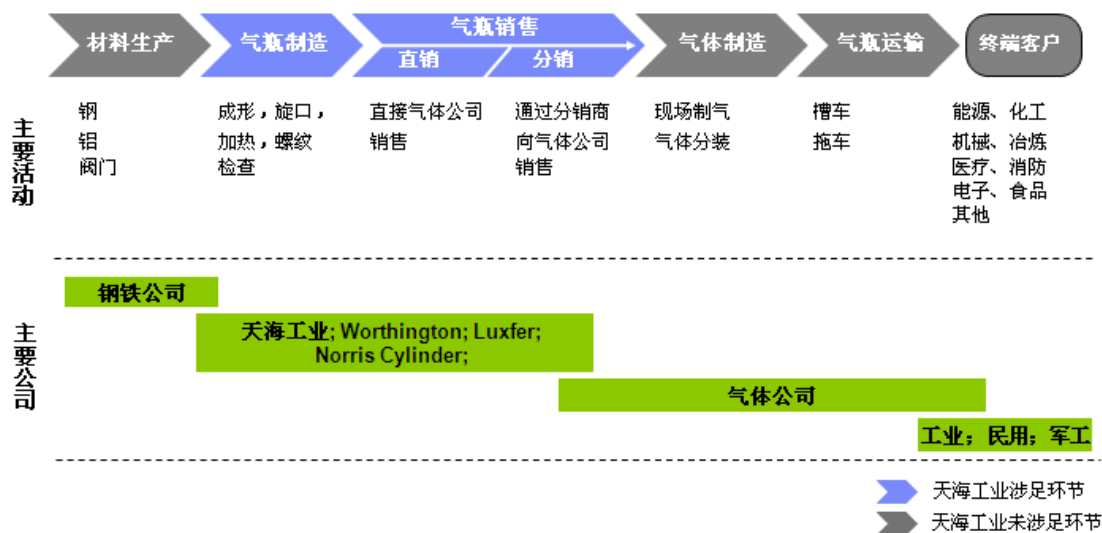 材料生产
气瓶制造
气瓶销售
直销
分销
气体制造
气瓶运输
终端客户
主要活动
钢
铝
阀门
成形，旋口，
加热，螺纹
检查
直接气体公司
销售
通过分销商
向气体公司
销售
现场制气
气体分装
槽车
拖车
能源、化工
机械、冶炼
医疗、消防
电子、食品
其他
主要公司
钢铁公司
天海工业; Worthington; Luxfer;
Norris Cylinder;
气体公司
工业；民用；军工
天海工业涉足环节
天海工业未涉足环节